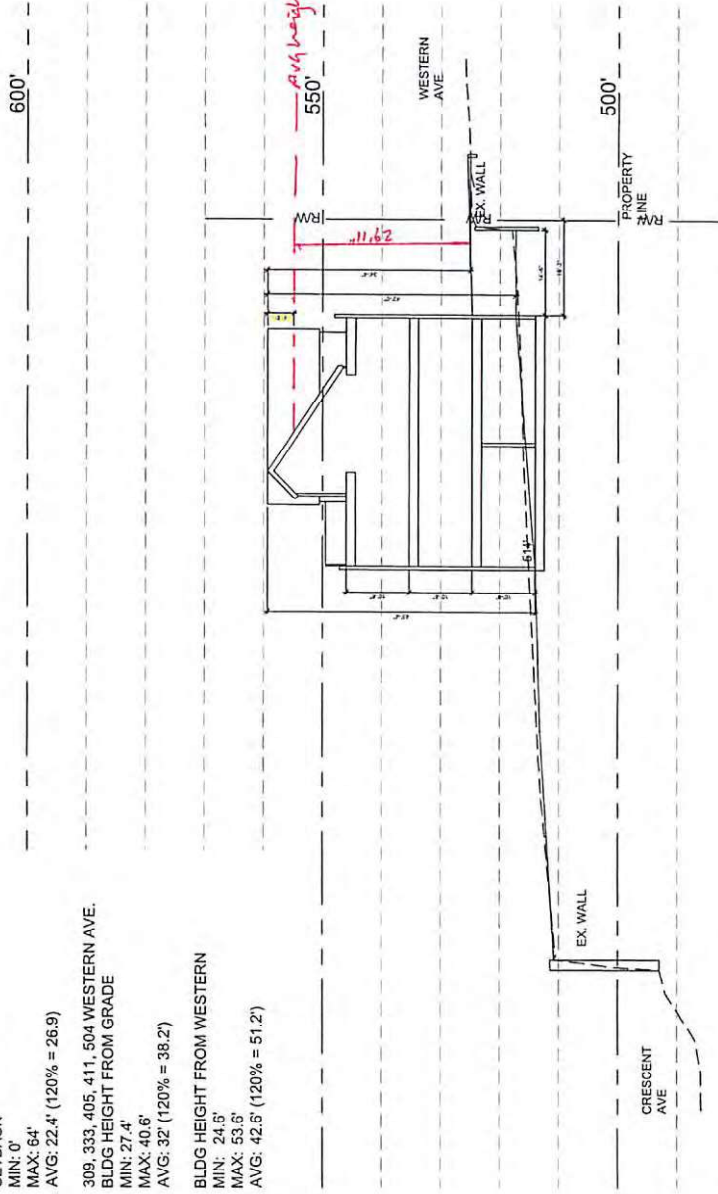 MIN: 0'
MAX: 64'
AVG: 22.4' (120% = 26.9)
309, 333, 405, 411, 504 WESTERN AVE.
BLDG HEIGHT FROM GRADE
MIN: 27.4'
MAX: 40.6'
AVG: 32' (120% = 38.2')
BLDG HEIGHT FROM WESTERN
MIN: 24.6'
MAX: 53.6'
AVG: 42.6' (120% = 51.2')
600'
Avg heigh
550'
WESTERN
AVE
R/W
29'11"
R/W
EX. WALL
500'
PROPERTY
LINE
R/W
514'
EX. WALL
CRESCENT
AVE